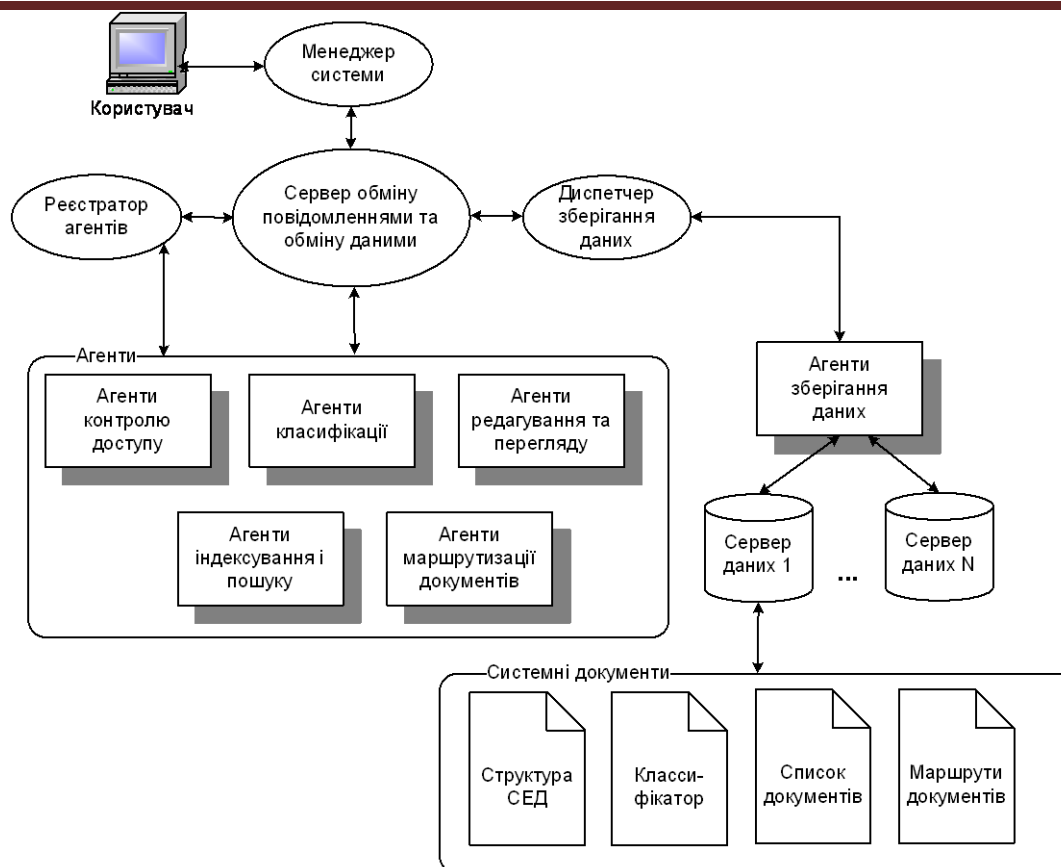 Менеджер
системи
Користувач
Сервер обміну
повідомленнями та
обміну даними
Реєстратор
агентів
Диспетчер
зберігання
даних
Агенти
Агенти
контролю
доступу
Агенти
класифікації
Агенти
редагування та
перегляду
Агенти
індексування і
пошуку
Агенти
маршрутизації
документів
Агенти
зберігання
даних
Сервер
даних 1
...
Сервер
даних N
Системні документи
Структура
СЕД
Класси-
фікатор
Список
документів
Маршрути
документів